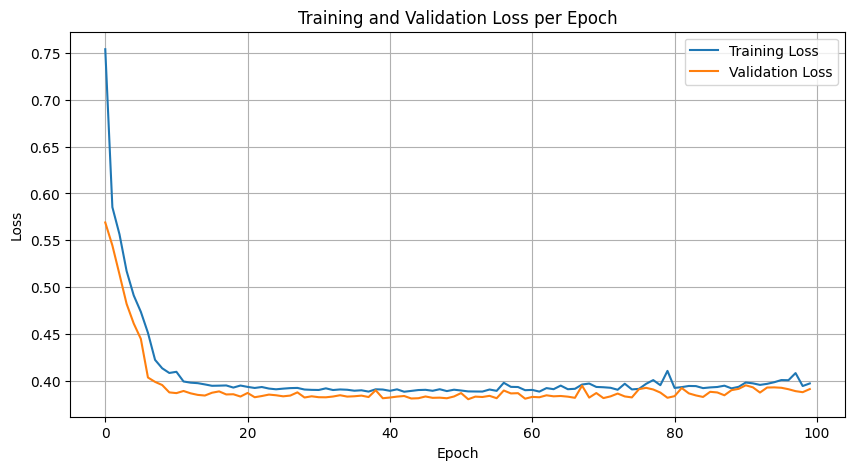 Training and Validation Loss per Epoch
Training Loss
Validation Loss
Loss
0.75
0.70
0.65
0.60
0.55
0.50
0.45
0.40
0
20
40
60
80
100
Epoch